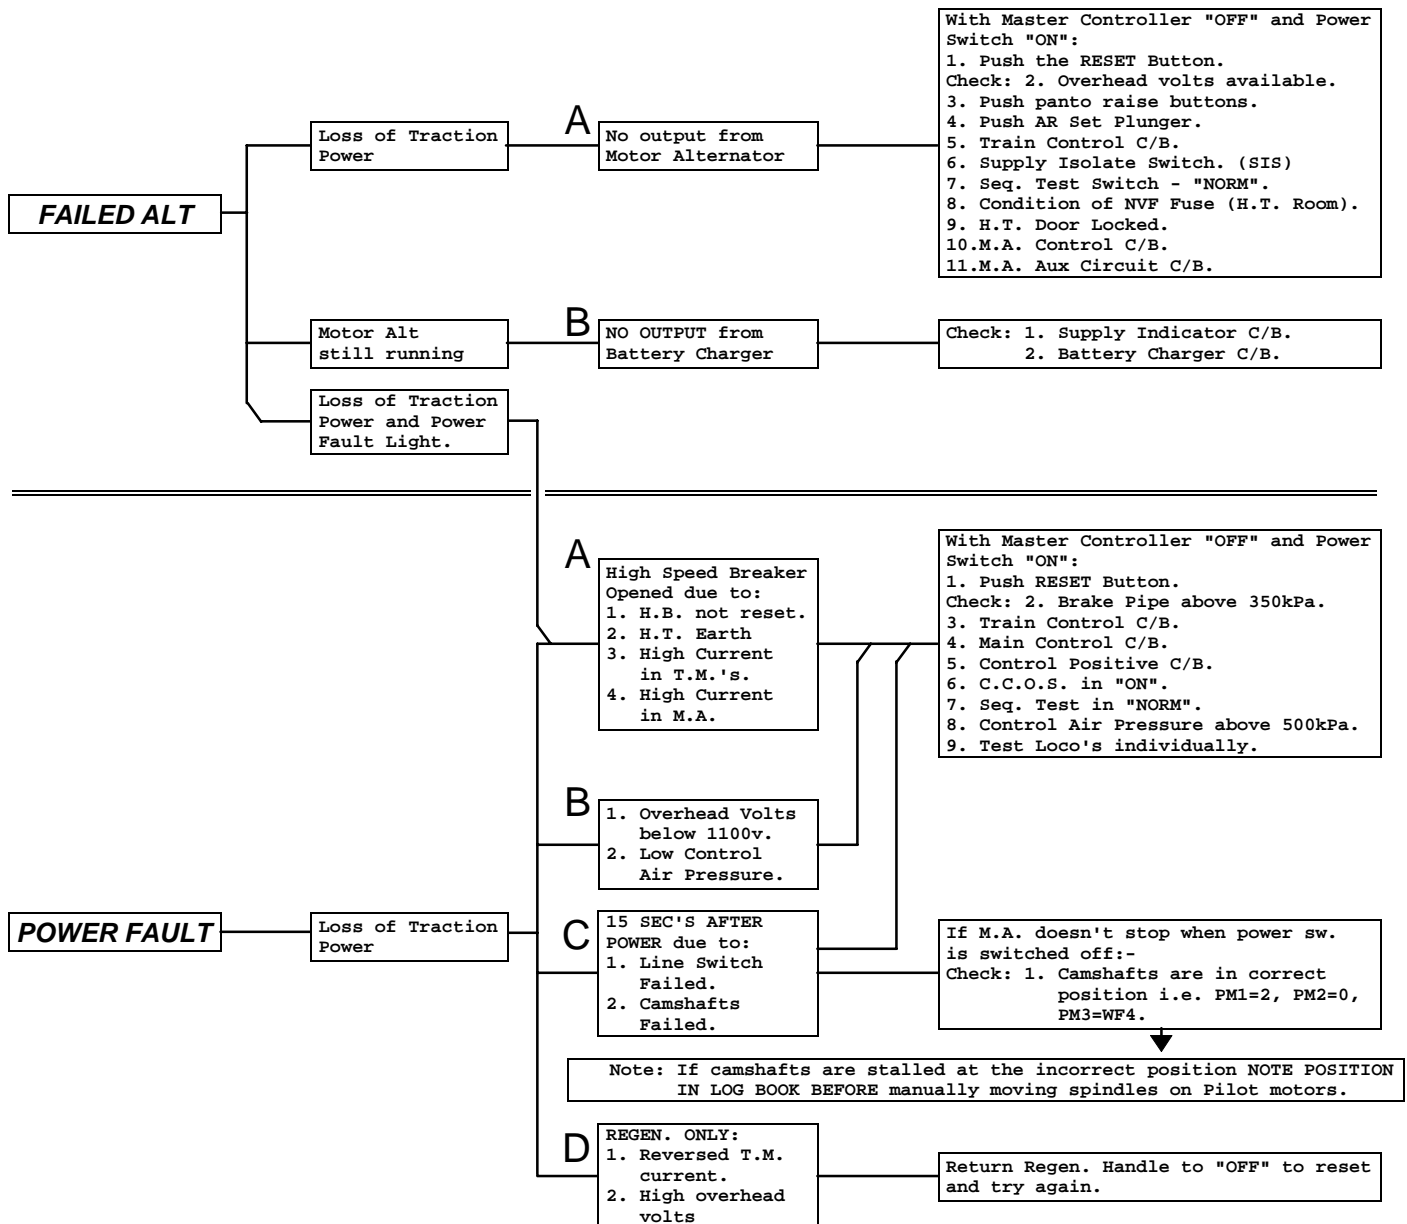 With Master Controller "OFF" and Power
Switch "ON":
1. Push the RESET Button.
Check: 2. Overhead volts available.
3. Push panto raise buttons.
4. Push AR Set Plunger.
5. Train Control C/B.
6. Supply Isolate Switch. (SIS)
7. Seq. Test Switch - "NORM".
8. Condition of NVF Fuse (H.T. Room).
9. H.T. Door Locked.
10.M.A. Control C/B.
11.M.A. Aux Circuit C/B.
FAILED ALT
Loss of Traction
Power
A
No output from
Motor Alternator
Motor Alt
still running
B
NO OUTPUT from
Battery Charger
Check: 1. Supply Indicator C/B.
2. Battery Charger C/B.
Loss of Traction
Power and Power
Fault Light.
A
High Speed Breaker
Opened due to:
1. H.B. not reset.
2. H.T. Earth
3. High Current
in T.M.'s.
4. High Current
in M.A.
With Master Controller "OFF" and Power
Switch "ON":
1. Push RESET Button.
Check: 2. Brake Pipe above 350kPa.
3. Train Control C/B.
4. Main Control C/B.
5. Control Positive C/B.
6. C.C.O.S. in "ON".
7. Seq. Test in "NORM".
8. Control Air Pressure above 500kPa.
9. Test Loco's individually.
B
1. Overhead Volts
below 1100v.
2. Low Control
Air Pressure.
POWER FAULT
Loss of Traction
Power
C
15 SEC'S AFTER
POWER due to:
1. Line Switch
Failed.
2. Camshafts
Failed.
If M.A. doesn't stop when power sw.
is switched off:-
Check: 1. Camshafts are in correct
position i.e. PM1=2, PM2=0,
PM3=WF4.
Note: If camshafts are stalled at the incorrect position NOTE POSITION
IN LOG BOOK BEFORE manually moving spindles on Pilot motors.
D
REGEN. ONLY:
1. Reversed T.M.
current.
2. High overhead
volts
Return Regen. Handle to "OFF" to reset
and try again.